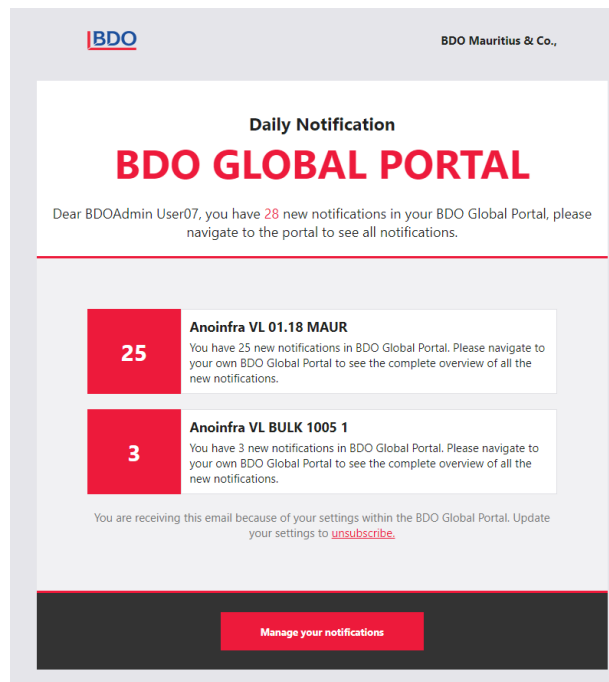 BDO
BDO Mauritius & Co.,
Daily Notification
BDO GLOBAL PORTAL
Dear BDOAdmin User07, you have 28 new notifications in your BDO Global Portal, please
navigate to the portal to see all notifications.
25
Anoinfra VL 01.18 MAUR
You have 25 new notifications in BDO Global Portal. Please navigate to
your own BDO Global Portal to see the complete overview of all the
new notifications.
3
Anoinfra VL BULK 1005 1
You have 3 new notifications in BDO Global Portal. Please navigate to
your own BDO Global Portal to see the complete overview of all the
new notifications.
You are receiving this email because of your settings within the BDO Global Portal. Update
your settings to unsubscribe.
Manage your notifications